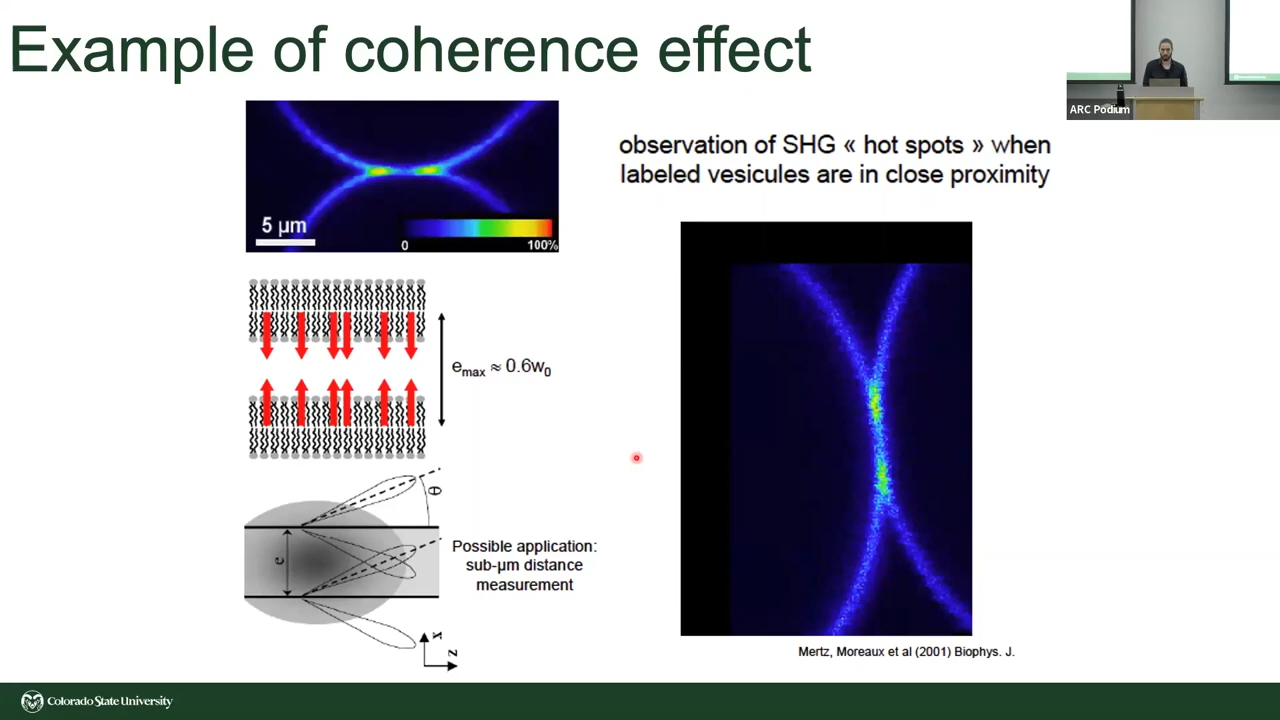 Example of coherence effect
ARC Podium
5 µm
0
100%
observation of SHG « hot spots » when
labeled vesicules are in close proximity
emax ≈ 0.6w0
θ
e
Possible application:
sub-µm distance
measurement
x
z
Mertz, Moreaux et al (2001) Biophys. J.
Colorado State University